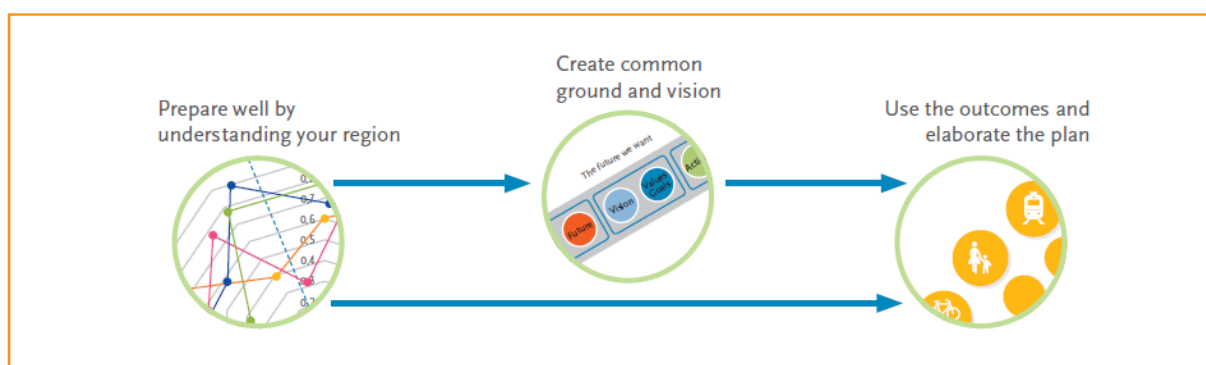 Create common
ground and vision
Prepare well by
understanding your region
Use the outcomes and
elaborate the plan
0,7
0,6
0,5
0,4
The future we want
Future
Vision
Values
Goals